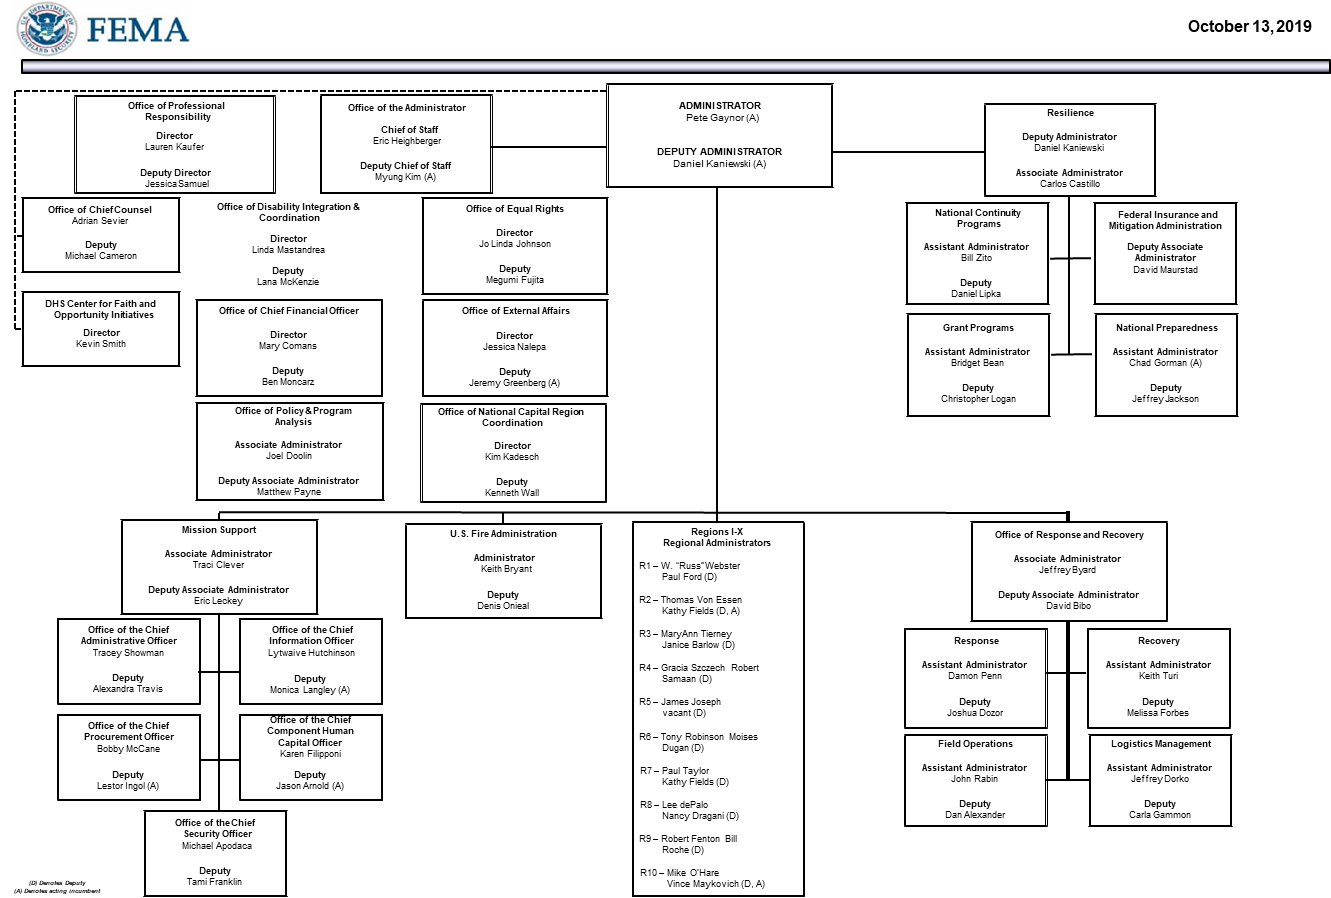 FEMA
October 13, 2019
ADMINISTRATOR
Pete Gaynor (A)
DEPUTY ADMINISTRATOR
Daniel Kaniewski (A)
Office of Professional
Responsibility
Director
Lauren Kaufer
Deputy Director
Jessica Samuel
Office of the Administrator
Chief of Staff
Eric Heighberger
Deputy Chief of Staff
Myung Kim (A)
Resilience
Deputy Administrator
Daniel Kaniewski
Associate Administrator
Carlos Castillo
Office of Chief Counsel
Adrian Sevier
Deputy
Michael Cameron
Office of Disability Integration &
Coordination
Director
Linda Mastandrea
Deputy
Lana McKenzie
Office of Equal Rights
Director
Jo Linda Johnson
Deputy
Megumi Fujita
National Continuity
Programs
Assistant Administrator
Bill Zito
Deputy
Daniel Lipka
Federal Insurance and
Mitigation Administration
Deputy Associate
Administrator
David Maurstad
DHS Center for Faith and
Opportunity Initiatives
Director
Kevin Smith
Office of Chief Financial Officer
Director
Mary Comans
Deputy
Ben Moncarz
Office of External Affairs
Director
Jessica Nalepa
Deputy
Jeremy Greenberg (A)
Grant Programs
Assistant Administrator
Bridget Bean
Deputy
Christopher Logan
National Preparedness
Assistant Administrator
Chad Gorman (A)
Deputy
Jeffrey Jackson
Office of Policy & Program
Analysis
Associate Administrator
Joel Doolin
Deputy Associate Administrator
Matthew Payne
Office of National Capital Region
Coordination
Director
Kim Kadesch
Deputy
Kenneth Wall
Mission Support
Associate Administrator
Traci Clever
Deputy Associate Administrator
Eric Leckey
U.S. Fire Administration
Administrator
Keith Bryant
Deputy
Denis Onieal
Regions I-X
Regional Administrators
R1 – W. "Russ" Webster
Paul Ford (D)
R2 – Thomas Von Essen
Kathy Fields (D, A)
R3 – MaryAnn Tierney
Janice Barlow (D)
R4 – Gracia Szczech Robert
Samaan (D)
R5 – James Joseph
vacant (D)
R6 – Tony Robinson Moises
Dugan (D)
R7 – Paul Taylor
Kathy Fields (D)
R8 – Lee dePalo
Nancy Dragani (D)
R9 – Robert Fenton Bill
Roche (D)
R10 – Mike O'Hare
Vince Maykovich (D, A)
Office of Response and Recovery
Associate Administrator
Jeffrey Byard
Deputy Associate Administrator
David Bibo
Office of the Chief
Administrative Officer
Tracey Showman
Deputy
Alexandra Travis
Office of the Chief
Information Officer
Lytwaive Hutchinson
Deputy
Monica Langley (A)
Response
Assistant Administrator
Damon Penn
Deputy
Joshua Dozor
Recovery
Assistant Administrator
Keith Turi
Deputy
Melissa Forbes
Office of the Chief
Procurement Officer
Bobby McCane
Deputy
Lestor Ingol (A)
Office of the Chief
Component Human
Capital Officer
Karen Filipponi
Deputy
Jason Arnold (A)
Field Operations
Assistant Administrator
John Rabin
Deputy
Dan Alexander
Logistics Management
Assistant Administrator
Jeffrey Dorko
Deputy
Carla Gammon
Office of the Chief
Security Officer
Michael Apodaca
Deputy
Tami Franklin
(D) Denotes Deputy
(A) Denotes acting incumbent